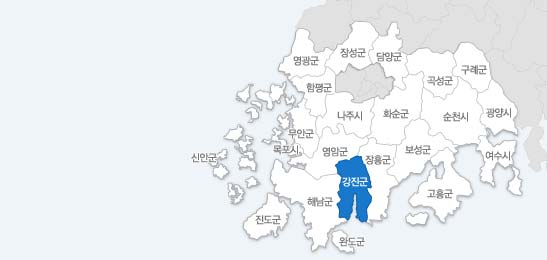 영광군
장성군
담양군
함평군
곡성군
구례군
나주시
화순군
순천시
광양시
무안군
목포시
신안군
영암군
장흥군
보성군
여수시
강진군
해남군
고흥군
진도군
완도군